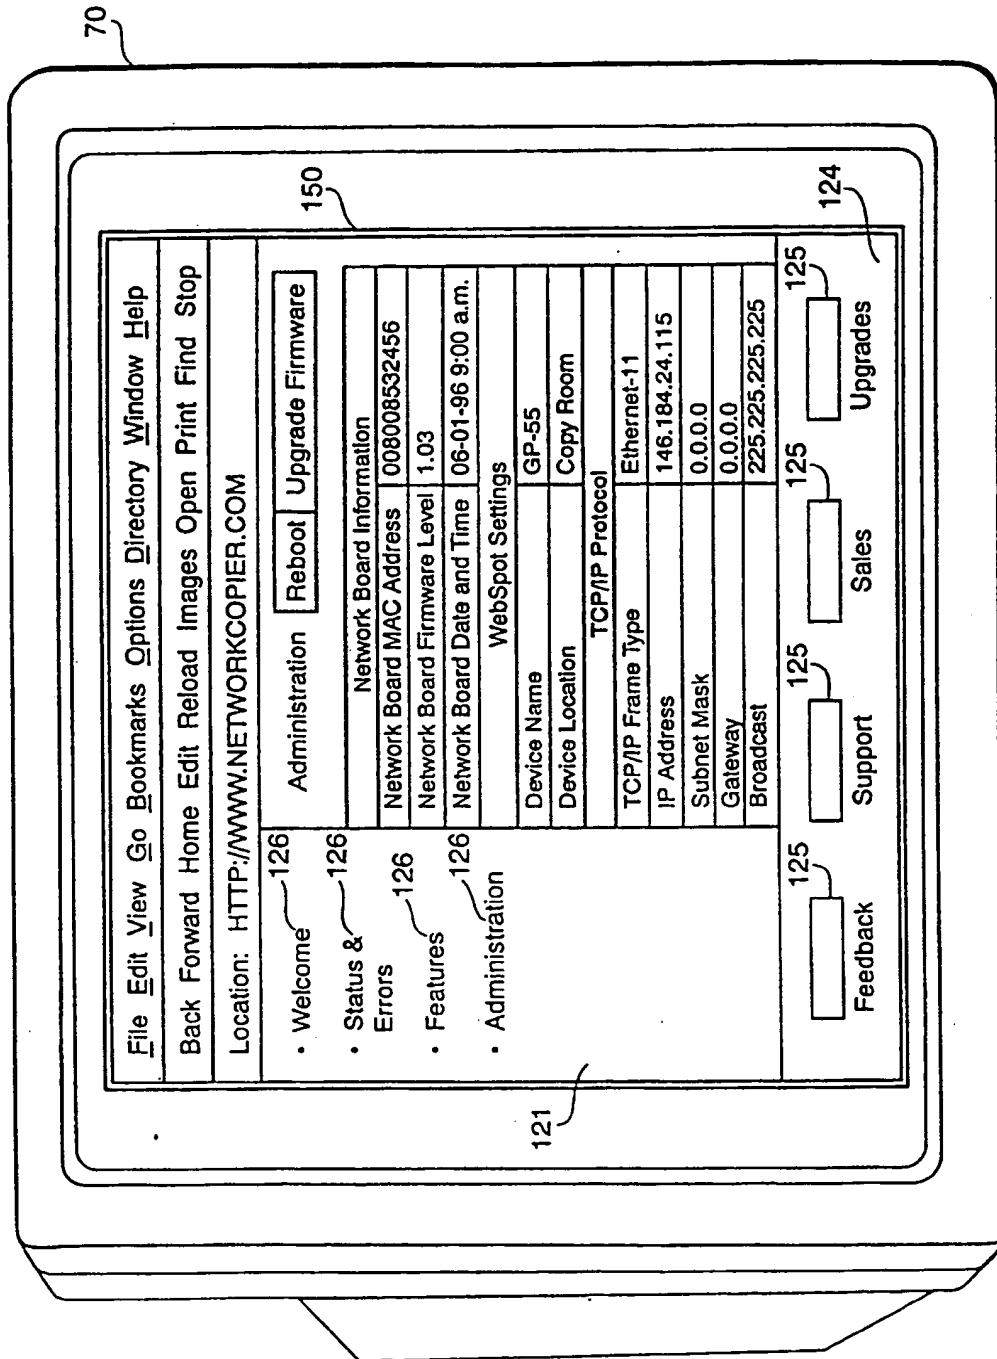 70
File Edit View Go Bookmarks Options Directory Window Help
Back Forward Home Edit Reload Images Open Print Find Stop
Location: HTTP://WWW.NETWORKCOPIER.COM
150
• Welcome 126
• Status & 126
Errors
• Features 126
• Administration 126
121
Administration Reboot Upgrade Firmware
Network Board Information
Network Board MAC Address 008008532456
Network Board Firmware Level 1.03
Network Board Date and Time 06-01-96 9:00 a.m.
WebSpot Settings
Device Name GP-55
Device Location Copy Room
TCP/IP Protocol
TCP/IP Frame Type Ethernet-11
IP Address 146.184.24.115
Subnet Mask 0.0.0.0
Gateway 0.0.0.0
Broadcast 225.225.225.225
125 125 125 125
124
Feedback Support Sales Upgrades